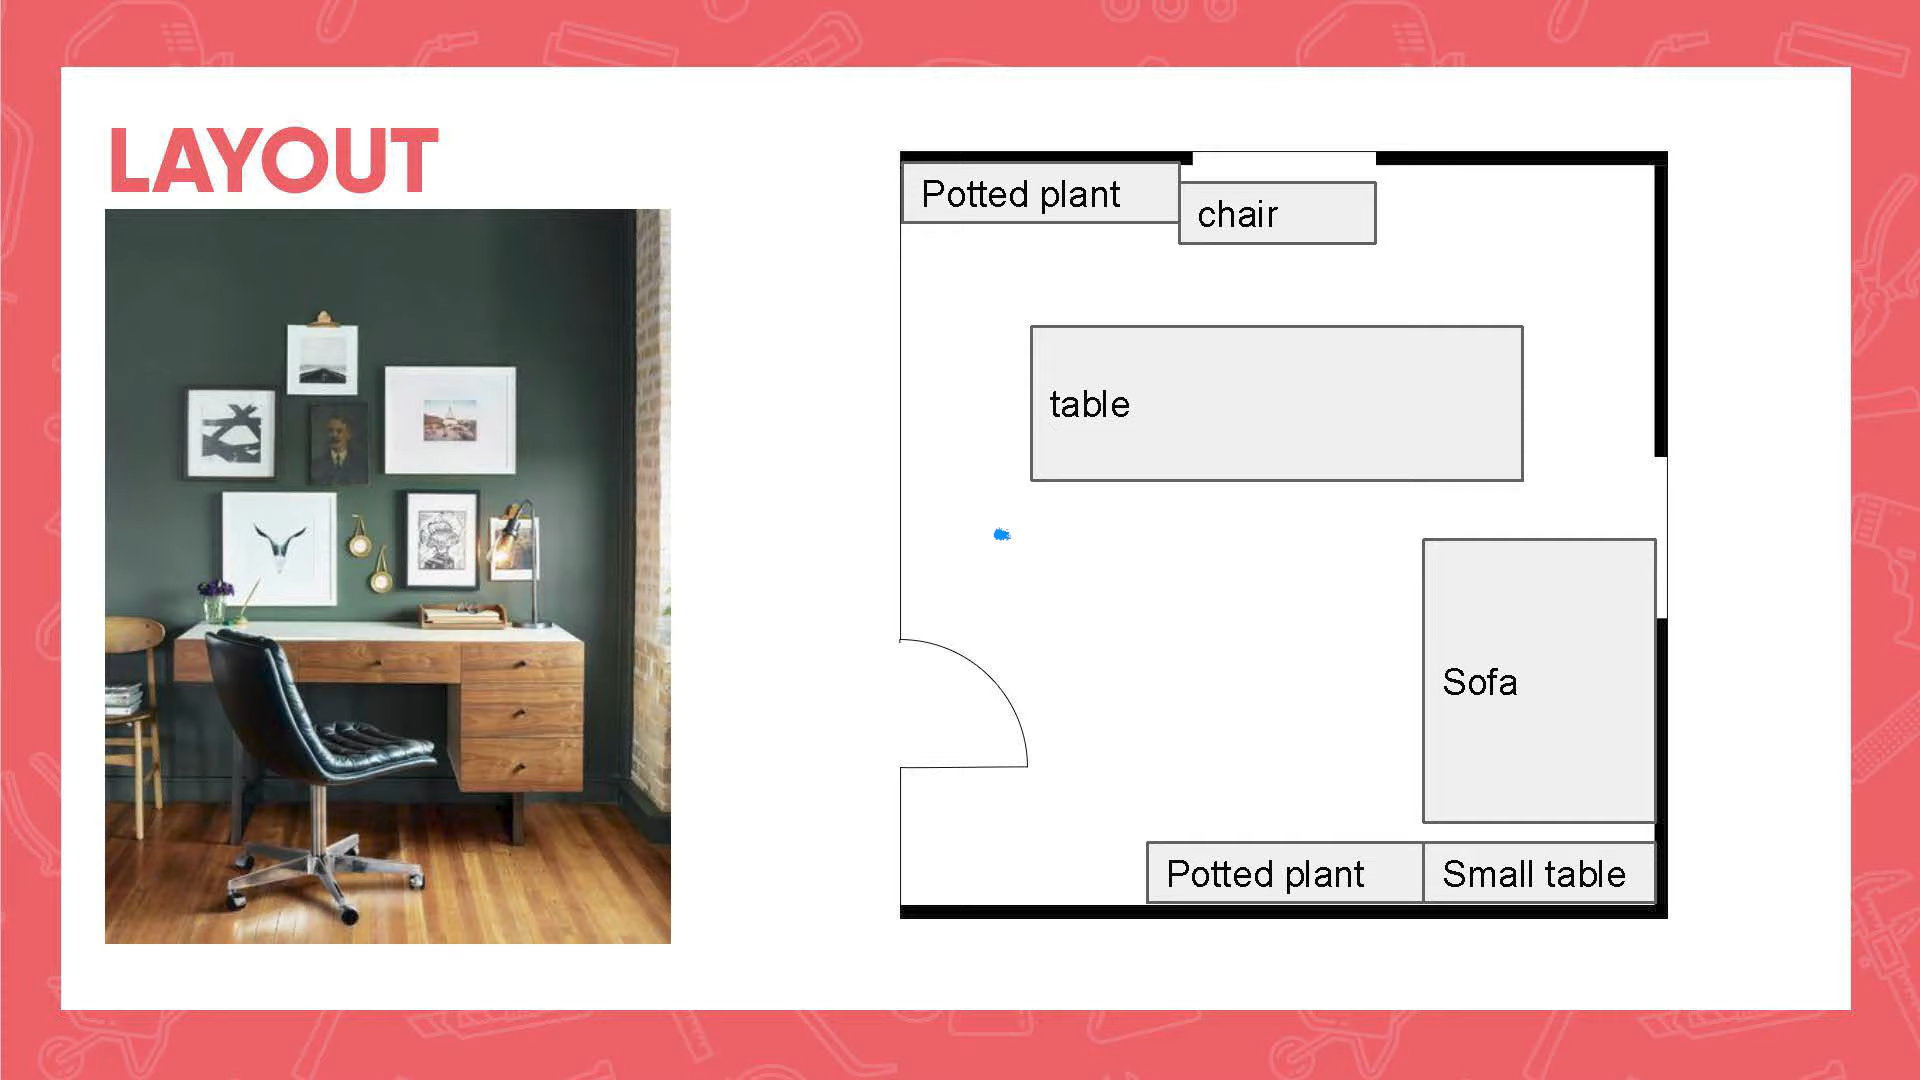 LAYOUT
Potted plant
chair
table
Sofa
Potted plant
Small table